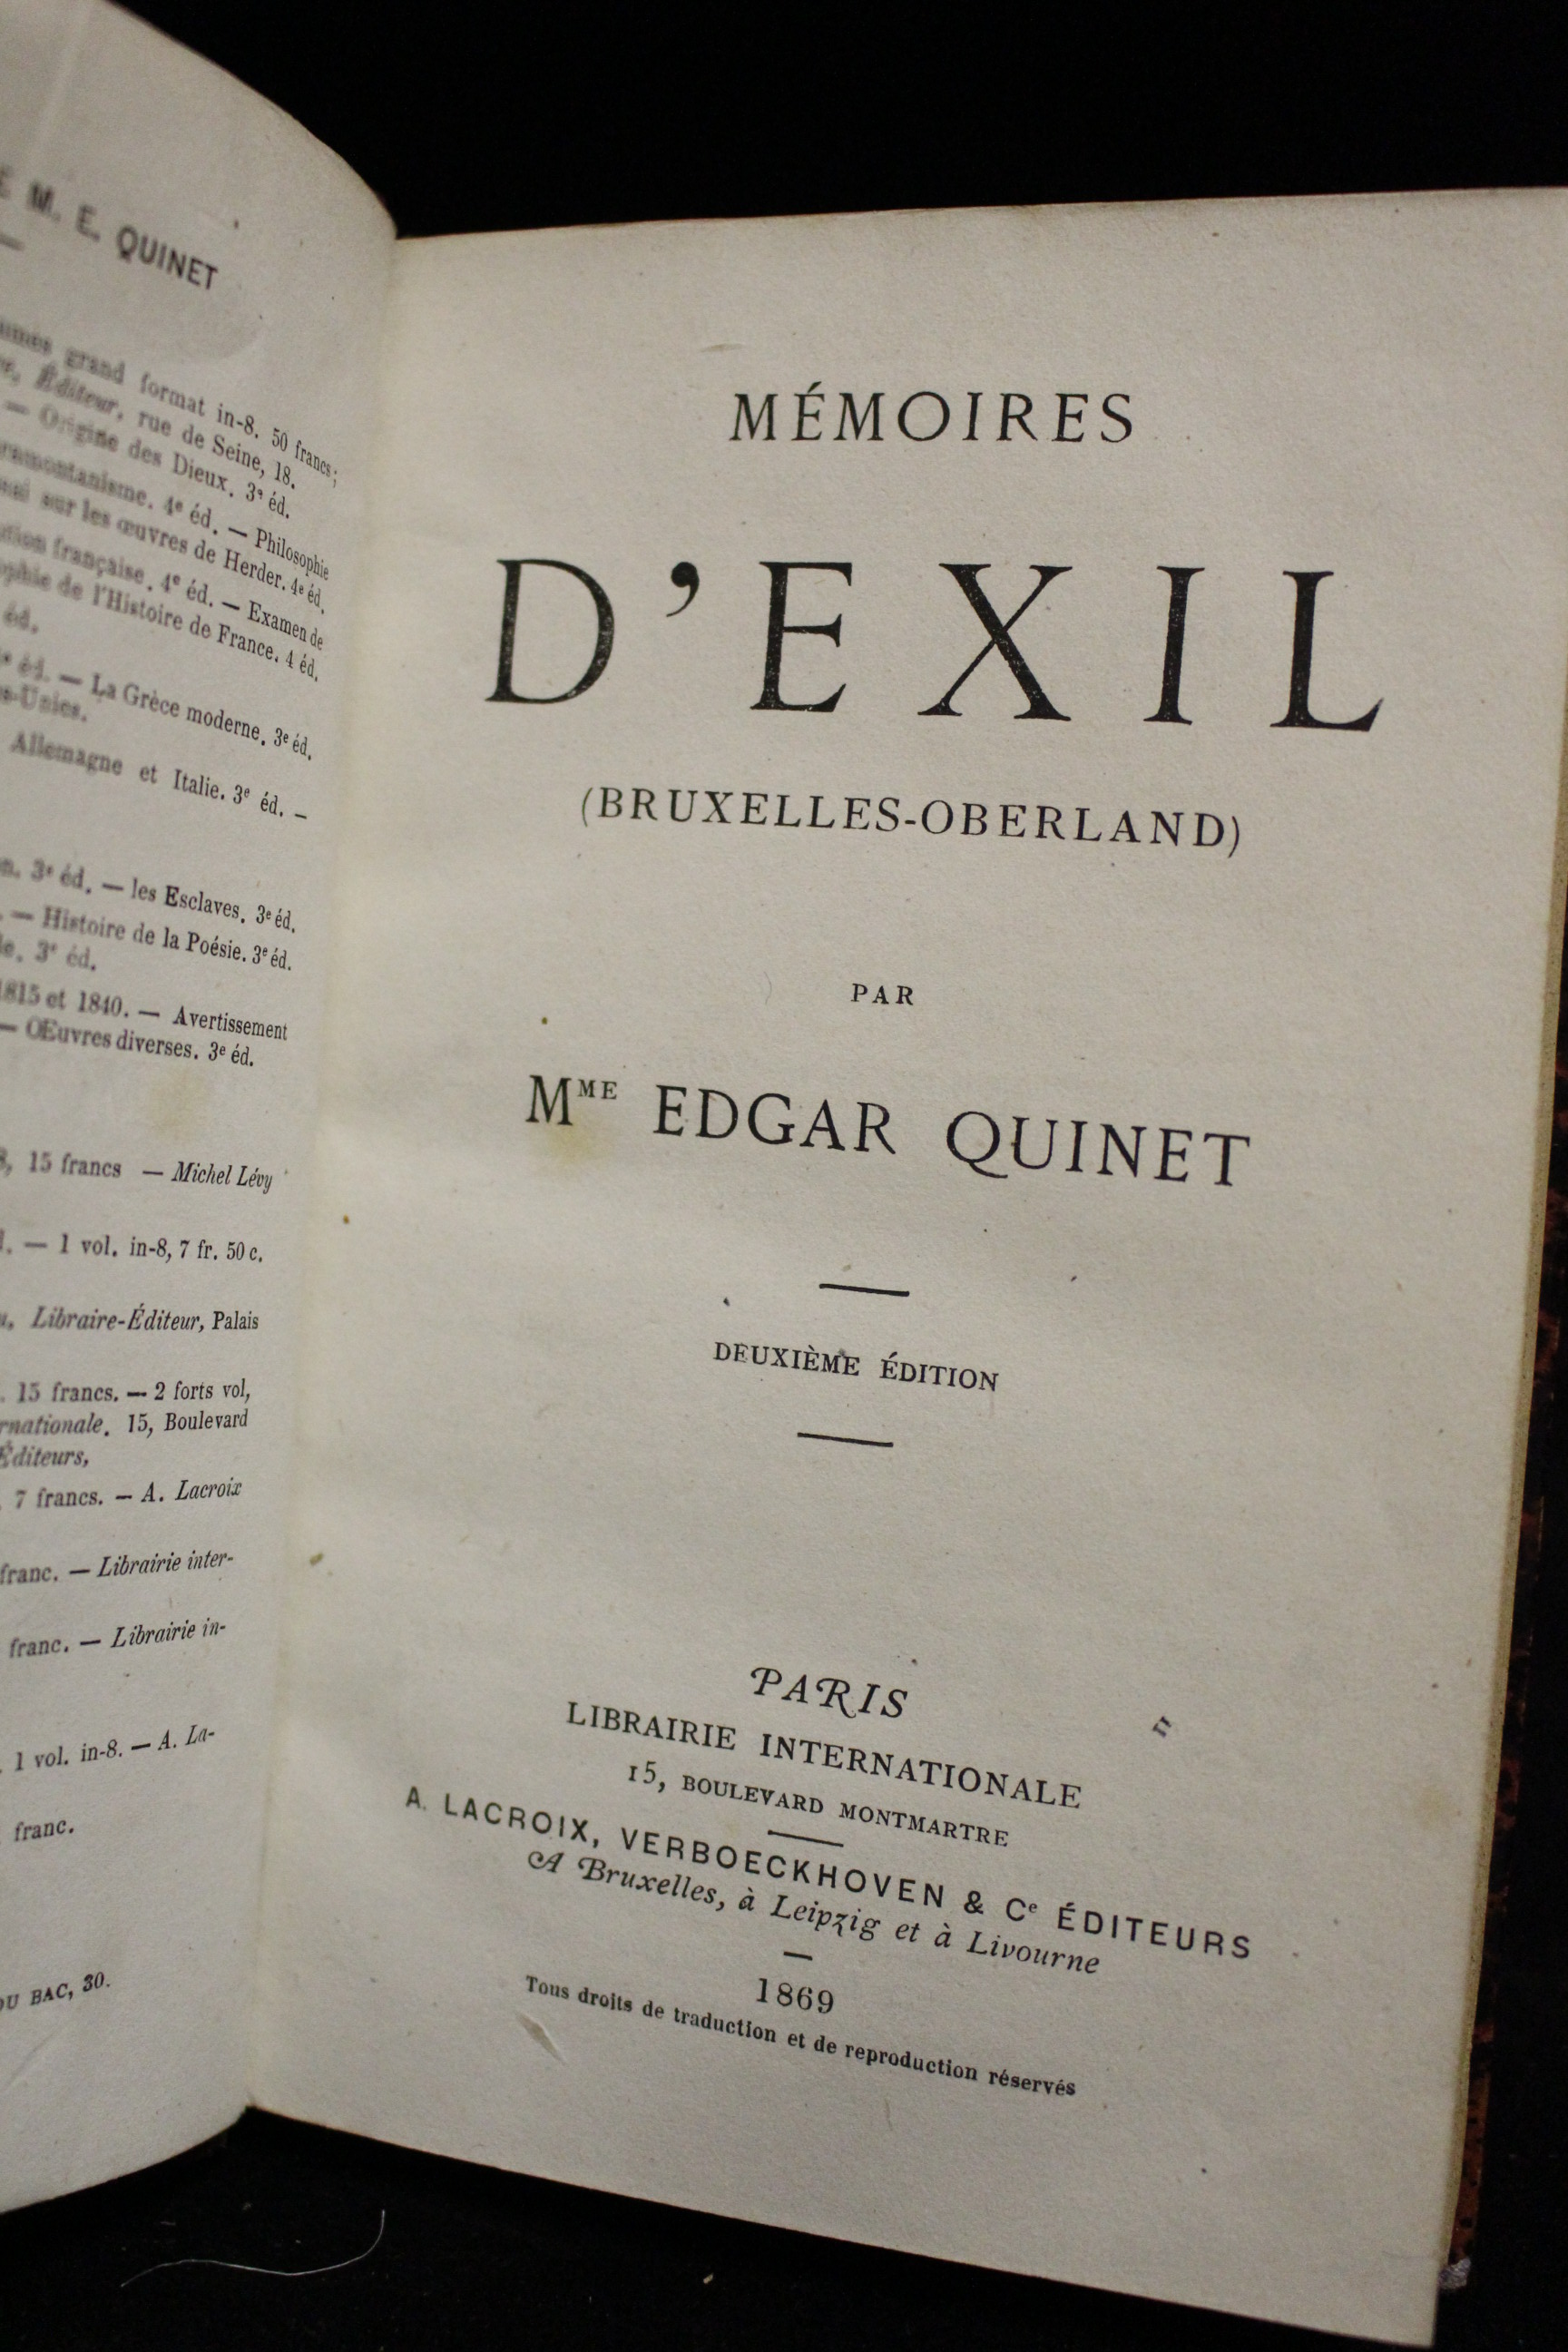 M. E. QUINET
grand format in-8. 50 francs;
Éditeur, rue de Seine, 18.
— Origine des Dieux. 3e éd.
4e éd. — Philosophie
sur les œuvres de Herder. 4e éd.
française. 4e éd. — Examen de
de l'Histoire de France. 4 éd.
éd.
éd. — La Grèce moderne. 3e éd.
Allemagne et Italie. 3e éd. —
3e éd. — les Esclaves. 3e éd.
— Histoire de la Poésie. 3e éd.
3e éd.
1815 et 1840. — Avertissement
— Œuvres diverses. 3e éd.
15 francs — Michel Lévy
— 1 vol. in-8, 7 fr. 50 c.
Libraire-Éditeur, Palais
15 francs. — 2 forts vol,
15, Boulevard
Éditeurs,
7 francs. — A. Lacroix
franc. — Librairie inter-
franc. — Librairie in-
1 vol. in-8. — A. La-
franc.
DU BAC, 30.
MÉMOIRES
D'EXIL
(BRUXELLES-OBERLAND)
PAR
MME EDGAR QUINET
DEUXIÈME ÉDITION
PARIS
LIBRAIRIE INTERNATIONALE
15, BOULEVARD MONTMARTRE
A. LACROIX, VERBOECKHOVEN & Ce ÉDITEURS
A Bruxelles, à Leipzig et à Livourne
1869
Tous droits de traduction et de reproduction réservés